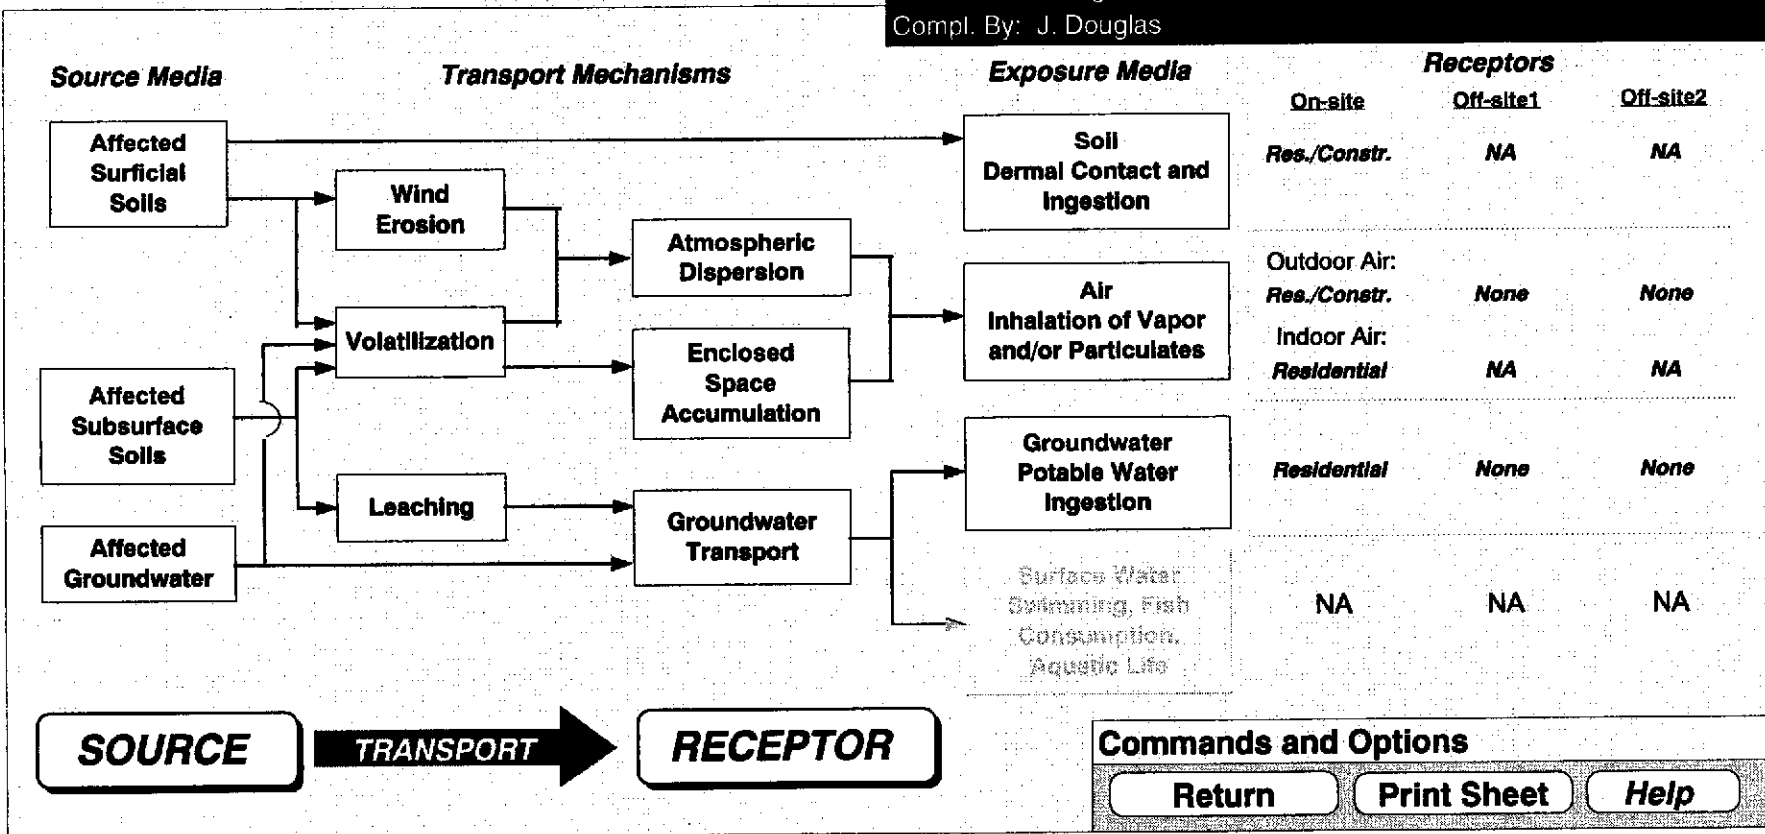 Compl. By: J. Douglas
Source Media
Transport Mechanisms
Exposure Media
Receptors
On-site
Off-site1
Off-site2
Affected
Surficial
Soils
Soil
Dermal Contact and
Ingestion
Res./Constr.
NA
NA
Wind
Erosion
Atmospheric
Dispersion
Air
Inhalation of Vapor
and/or Particulates
Outdoor Air:
Res./Constr.
None
None
Indoor Air:
Residential
NA
NA
Volatilization
Enclosed
Space
Accumulation
Affected
Subsurface
Soils
Groundwater
Potable Water
Ingestion
Residential
None
None
Leaching
Groundwater
Transport
Affected
Groundwater
Surface Water
Swimming, Fish
Consumption,
Aquatic Life
NA
NA
NA
SOURCE
TRANSPORT
RECEPTOR
Commands and Options
Return
Print Sheet
Help